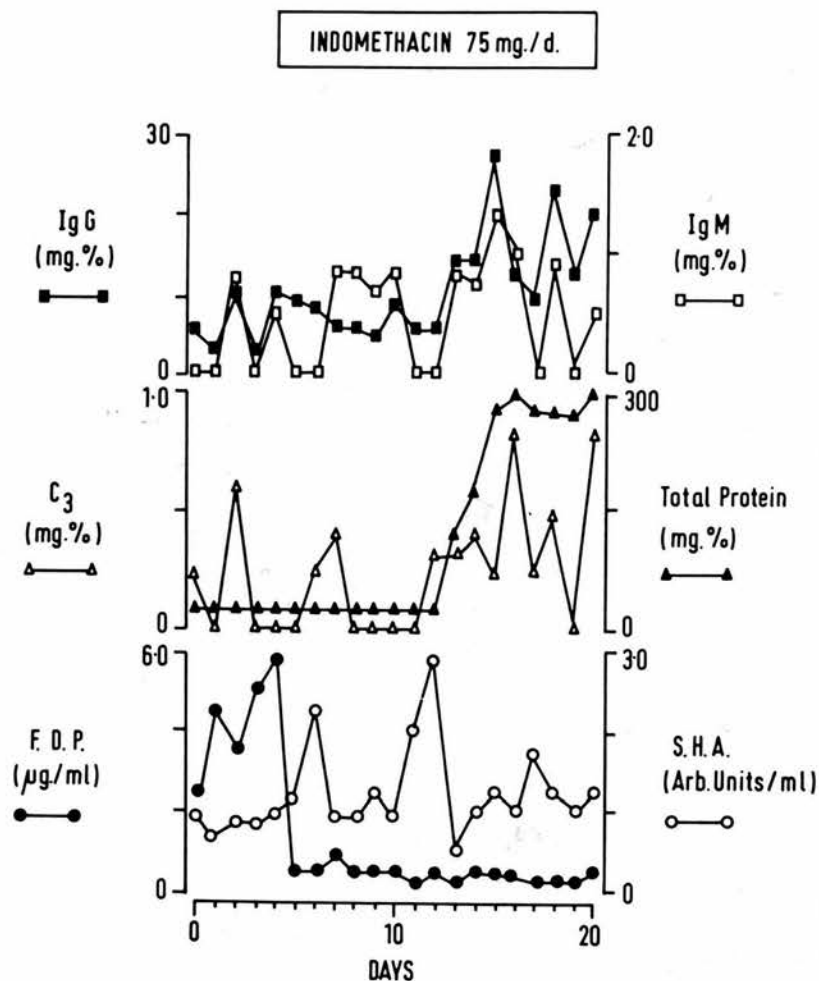 INDOMETHACIN 75 mg./d.
30
0
Ig G
(mg.%)
2·0
0
Ig M
(mg.%)
1·0
0
C3
(mg.%)
300
0
Total Protein
(mg.%)
6·0
0
F. D. P.
(µg./ml)
3·0
0
S. H. A.
(Arb.Units/ml)
0 10 20
DAYS